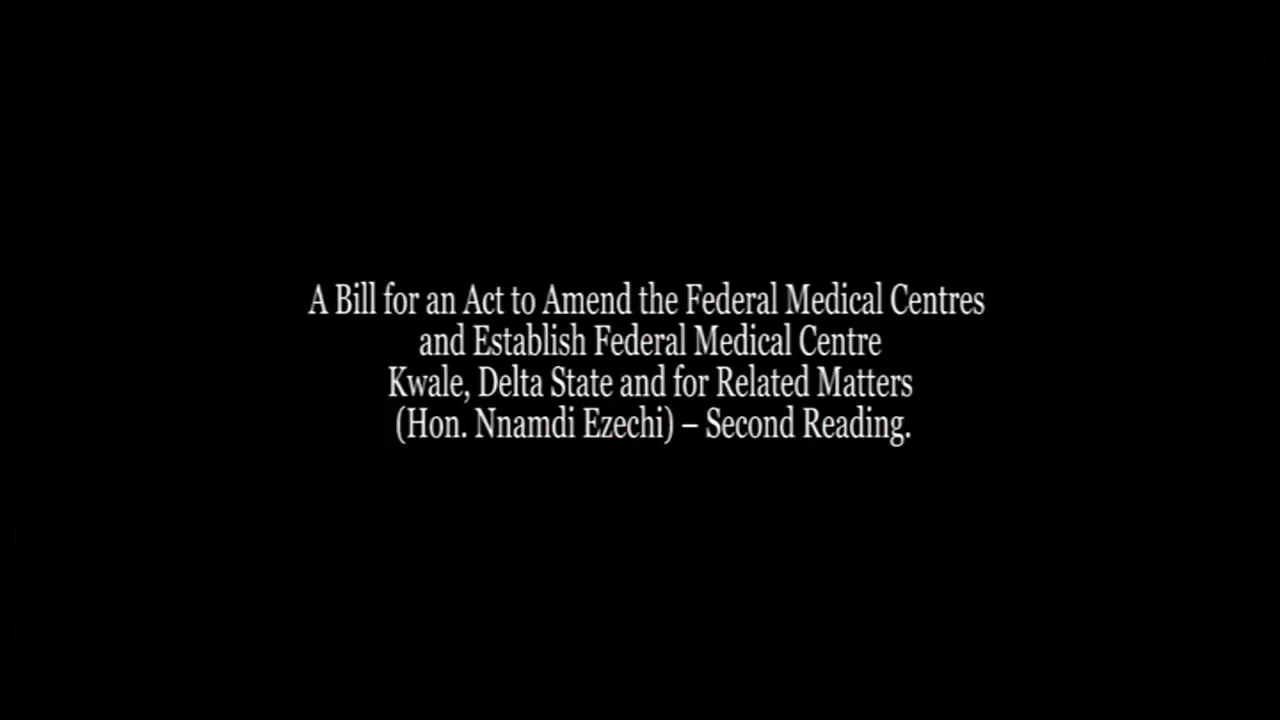 A Bill for an Act to Amend the Federal Medical Centres
and Establish Federal Medical Centre
Kwale, Delta State and for Related Matters
(Hon. Nnamdi Ezechi) – Second Reading.